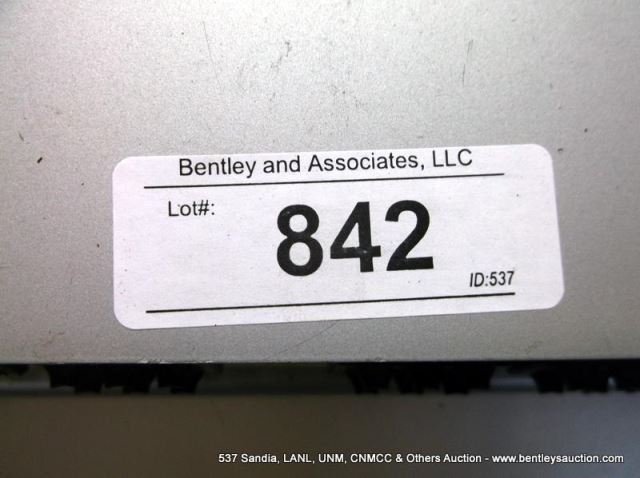 Bentley and Associates, LLC
Lot#:
842
ID:537
537 Sandia, LANL, UNM, CNMCC & Others Auction - www.bentleysauction.com